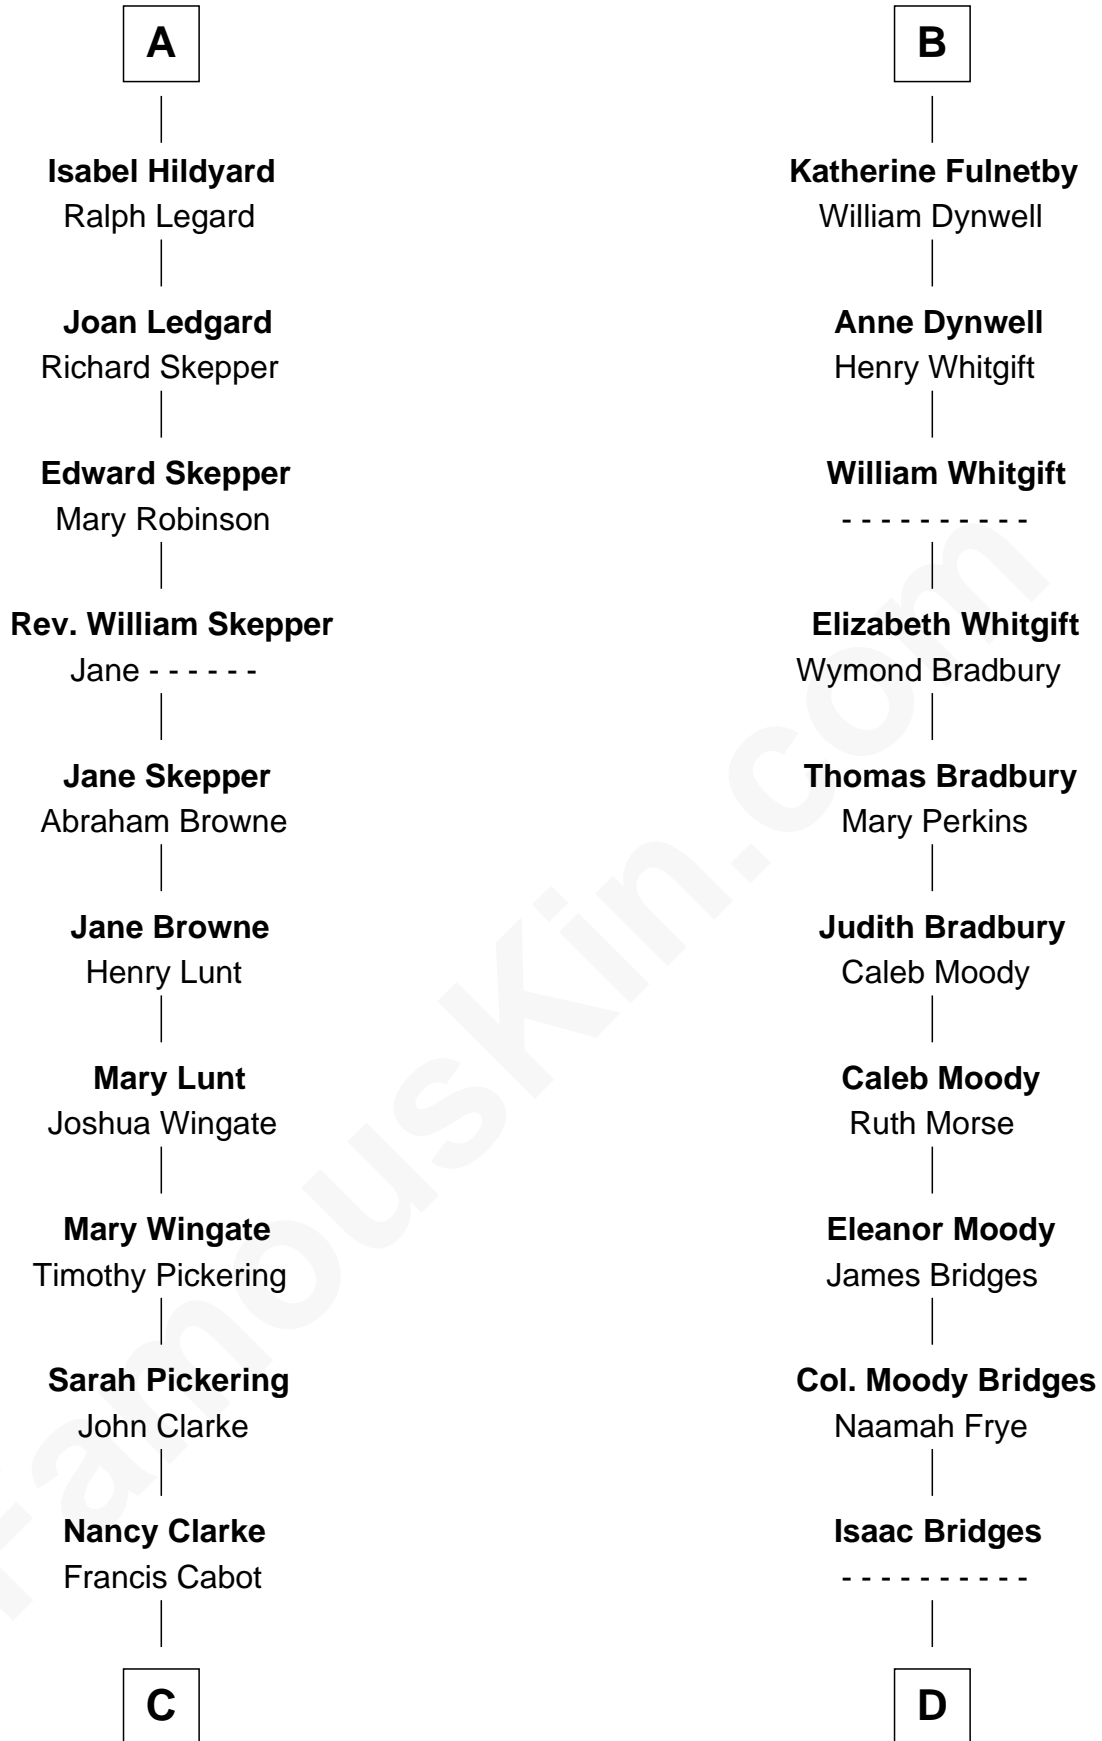 A
Isabel Hildyard
Ralph Legard
Joan Ledgard
Richard Skepper
Edward Skepper
Mary Robinson
Rev. William Skepper
Jane - - - - - -
Jane Skepper
Abraham Browne
Jane Browne
Henry Lunt
Mary Lunt
Joshua Wingate
Mary Wingate
Timothy Pickering
Sarah Pickering
John Clarke
Nancy Clarke
Francis Cabot
C
B
Katherine Fulnetby
William Dynwell
Anne Dynwell
Henry Whitgift
William Whitgift
- - - - - - - - - -
Elizabeth Whitgift
Wymond Bradbury
Thomas Bradbury
Mary Perkins
Judith Bradbury
Caleb Moody
Caleb Moody
Ruth Morse
Eleanor Moody
James Bridges
Col. Moody Bridges
Naamah Frye
Isaac Bridges
- - - - - - - - - -
D
FamousKin.com